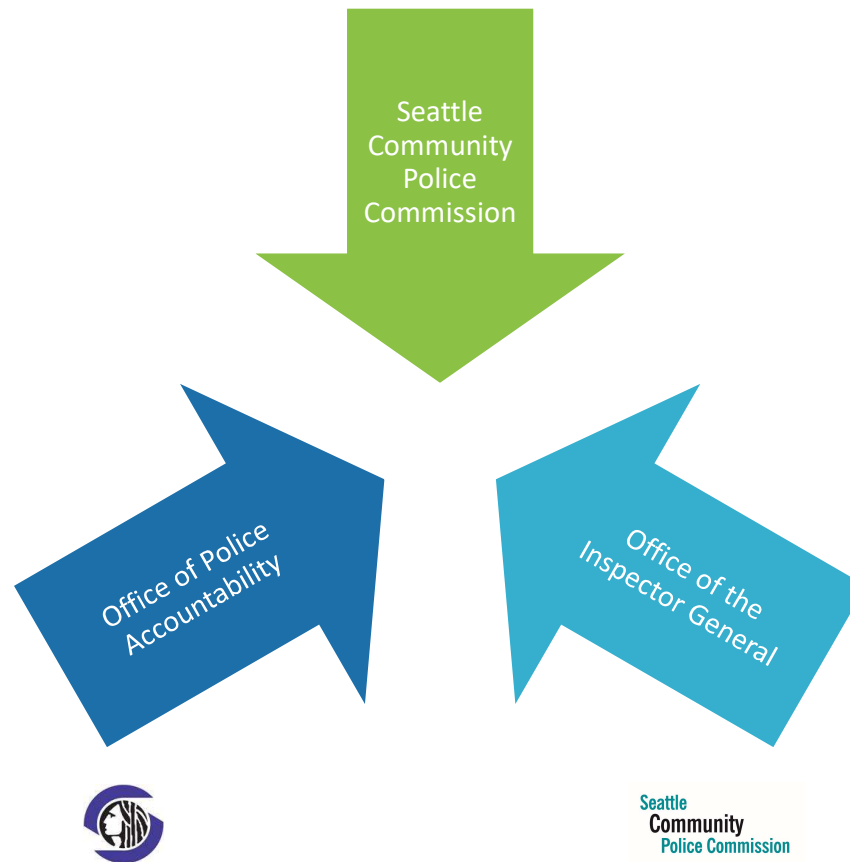 Seattle
Community
Police
Commission
Office of Police
Accountability
Office of the
Inspector General
Seattle
Community
Police Commission